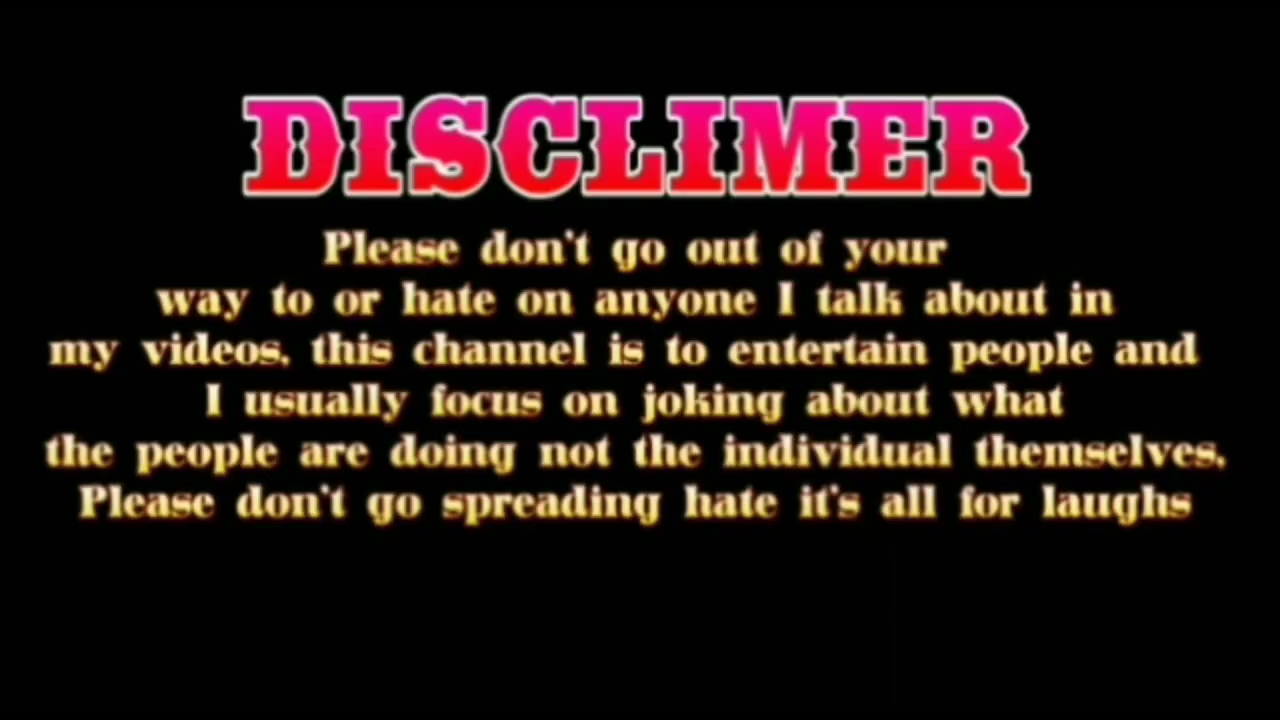 DISCLIMER
Please don't go out of your
way to or hate on anyone I talk about in
my videos, this channel is to entertain people and
I usually focus on joking about what
the people are doing not the individual themselves.
Please don't go spreading hate it's all for laughs